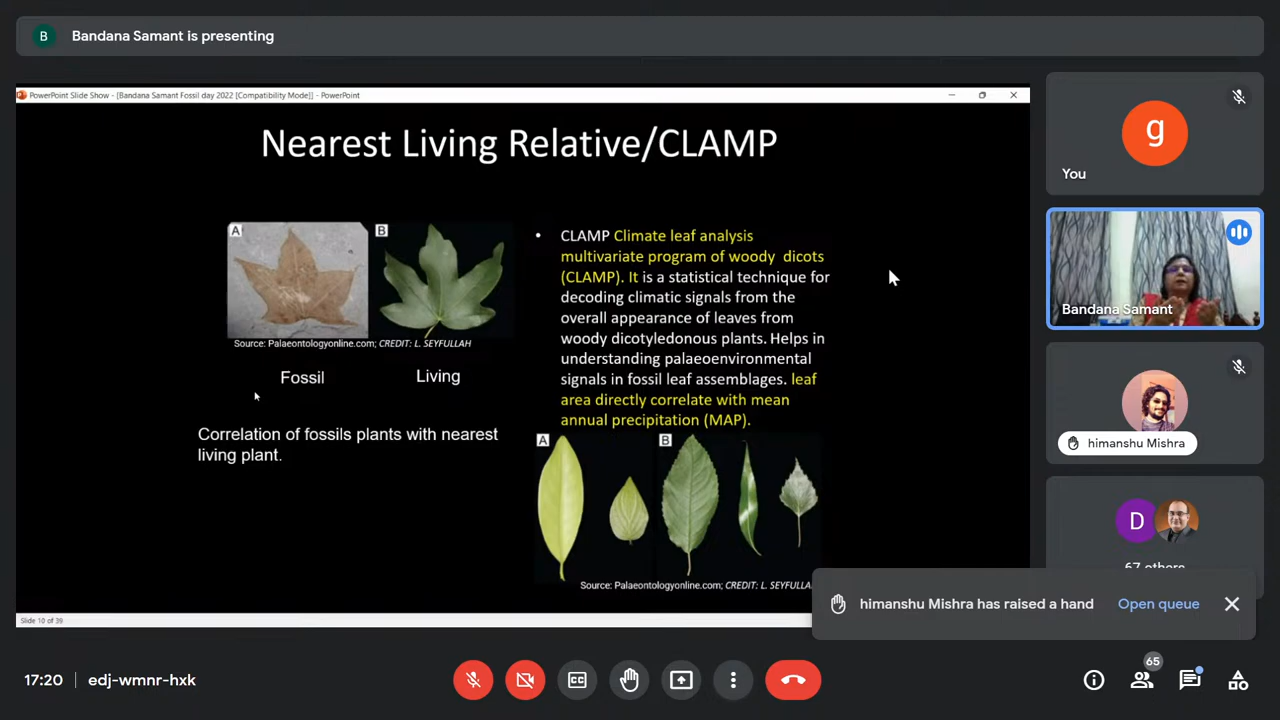 B Bandana Samant is presenting
PowerPoint Slide Show - [Bandana Samant Fossil day 2022 [Compatibility Mode]] - PowerPoint
Nearest Living Relative/CLAMP
A
B
Source: Palaeontologyonline.com; CREDIT: L. SEYFULLAH
Fossil
Living
Correlation of fossils plants with nearest
living plant.
• CLAMP Climate leaf analysis
multivariate program of woody dicots
(CLAMP). It is a statistical technique for
decoding climatic signals from the
overall appearance of leaves from
woody dicotyledonous plants. Helps in
understanding palaeoenvironmental
signals in fossil leaf assemblages. leaf
area directly correlate with mean
annual precipitation (MAP).
A
B
Source: Palaeontologyonline.com; CREDIT: L. SEYFULLA
Slide 10 of 39
g
You
Bandana Samant
himanshu Mishra
D
67 others
himanshu Mishra has raised a hand Open queue
17:20 edj-wmnr-hxk
65